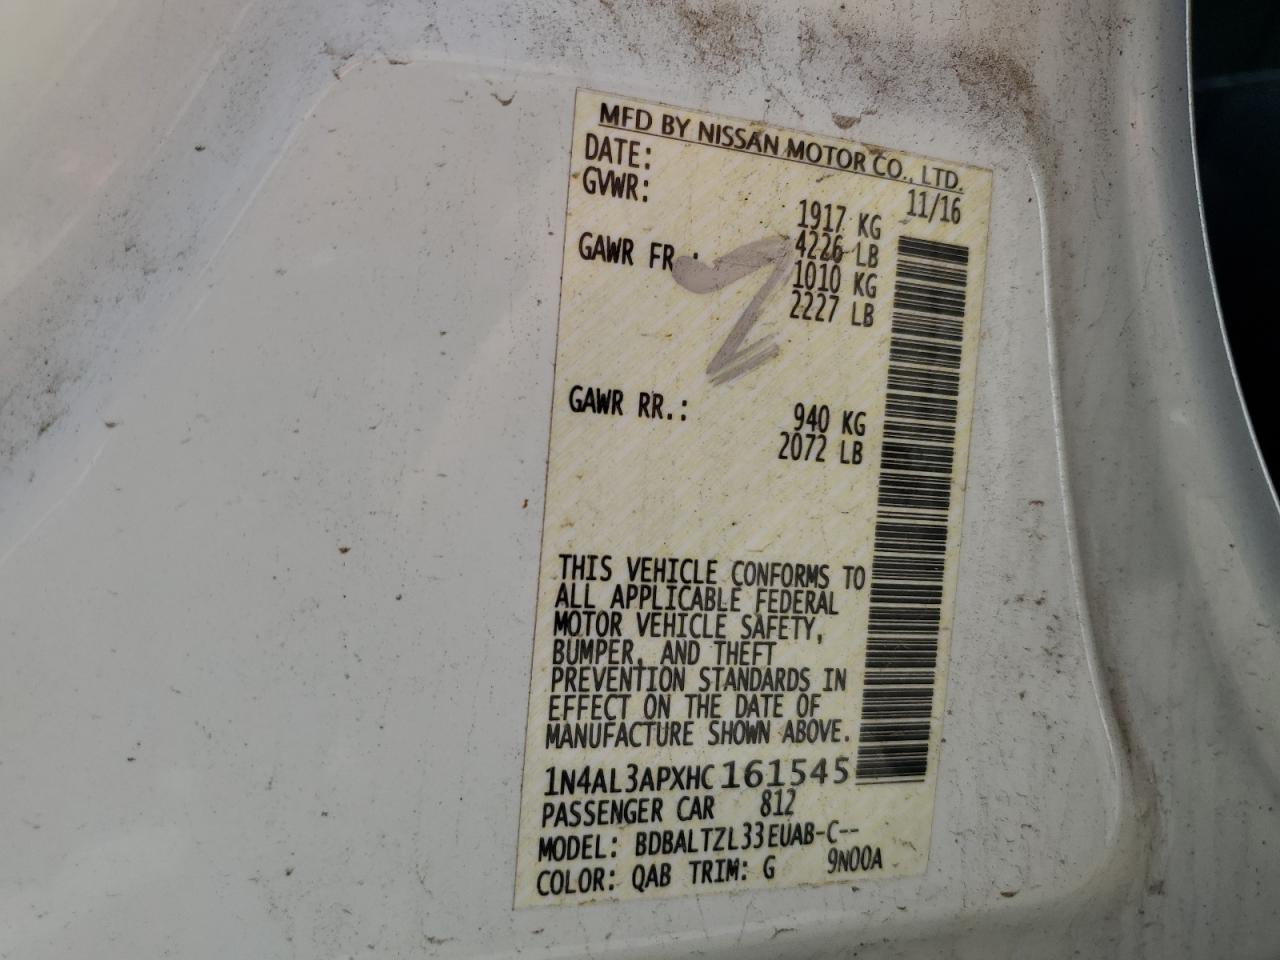 MFD BY NISSAN MOTOR CO., LTD.
DATE: 11/16
GVWR: 1917 KG
4226 LB
GAWR FR.: 1010 KG
2227 LB
GAWR RR.: 940 KG
2072 LB
THIS VEHICLE CONFORMS TO
ALL APPLICABLE FEDERAL
MOTOR VEHICLE SAFETY,
BUMPER, AND THEFT
PREVENTION STANDARDS IN
EFFECT ON THE DATE OF
MANUFACTURE SHOWN ABOVE.
1N4AL3APXHC161545
PASSENGER CAR 812
MODEL: BDBALTZL33EUAB-C--
COLOR: QAB TRIM: G 9N00A